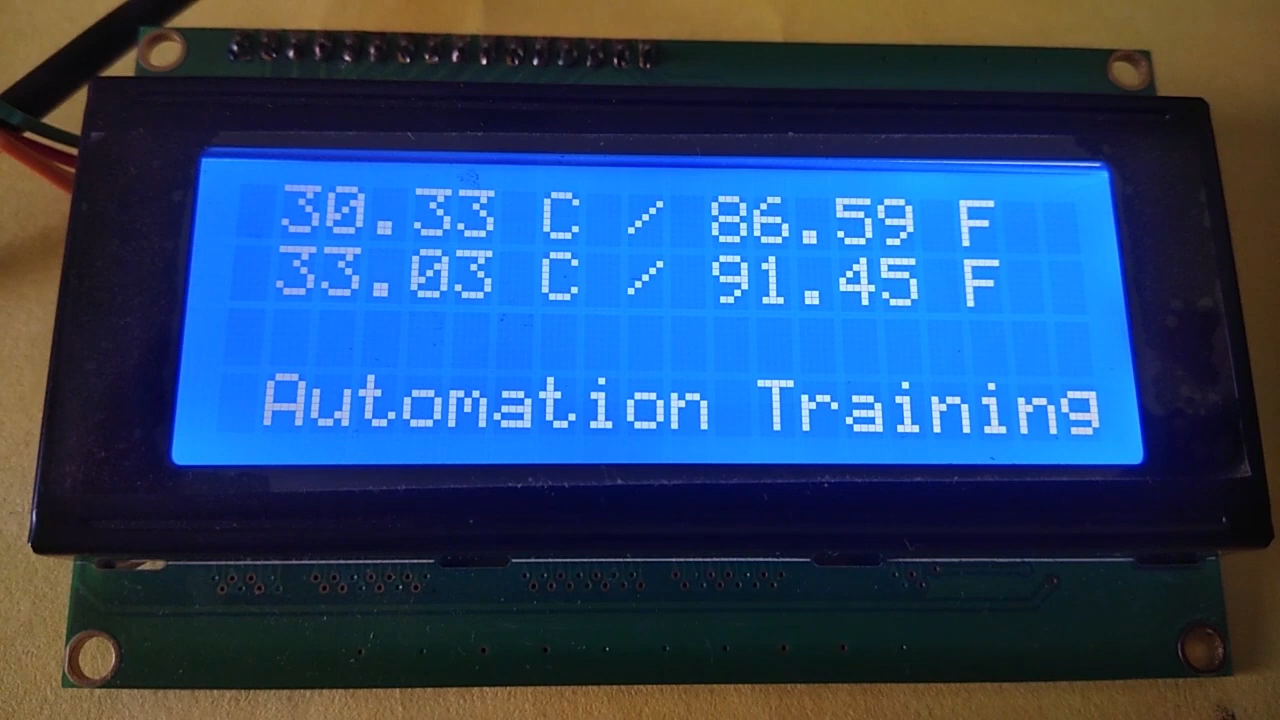 30.33 C / 86.59 F
33.03 C / 91.45 F
Automation Training